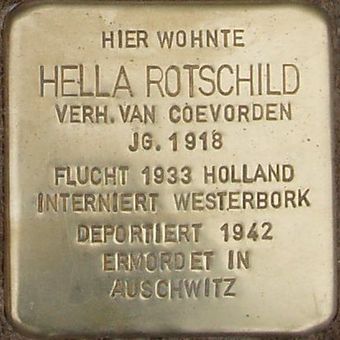 HIER WOHNTE
HELLA ROTSCHILD
VERH. VAN COEVORDEN
JG. 1918
FLUCHT 1933 HOLLAND
INTERNIERT WESTERBORK
DEPORTIERT 1942
ERMORDET IN
AUSCHWITZ